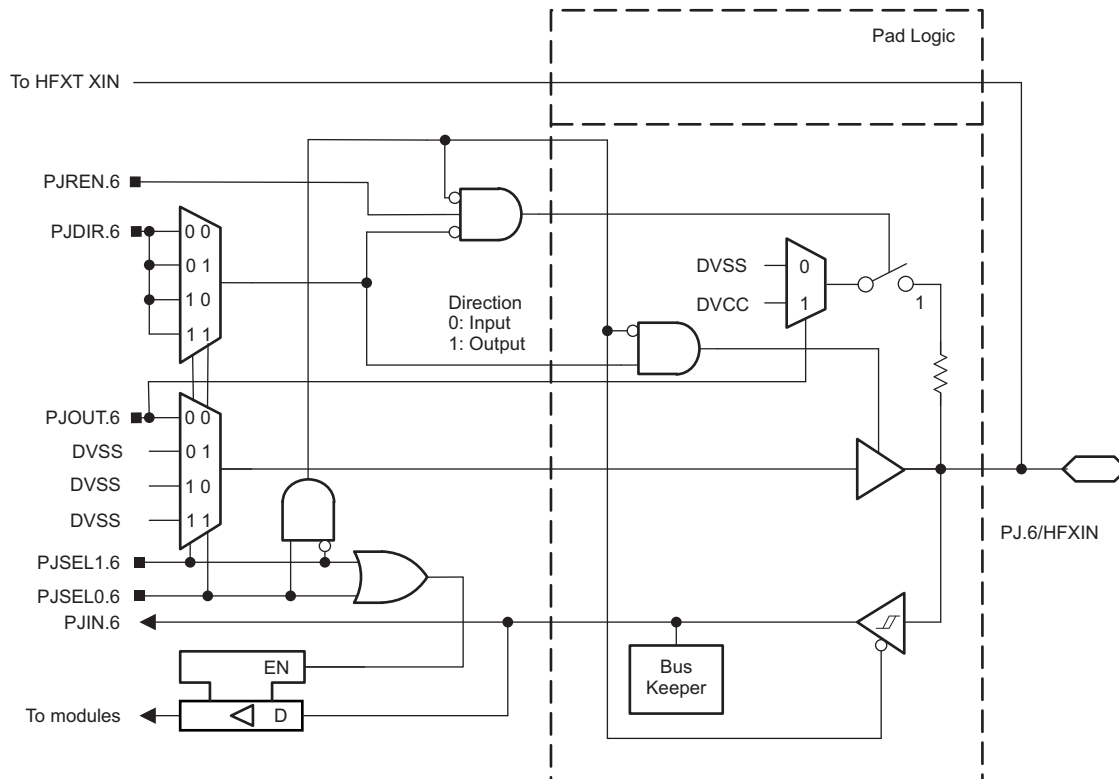 Pad Logic
To HFXT XIN
PJREN.6
PJDIR.6
0 0
0 1
1 0
1 1
Direction
0: Input
1: Output
DVSS
DVCC
0
1
1
PJOUT.6
DVSS
DVSS
DVSS
0 0
0 1
1 0
1 1
PJSEL1.6
PJSEL0.6
PJIN.6
PJ.6/HFXIN
Bus
Keeper
EN
D
To modules